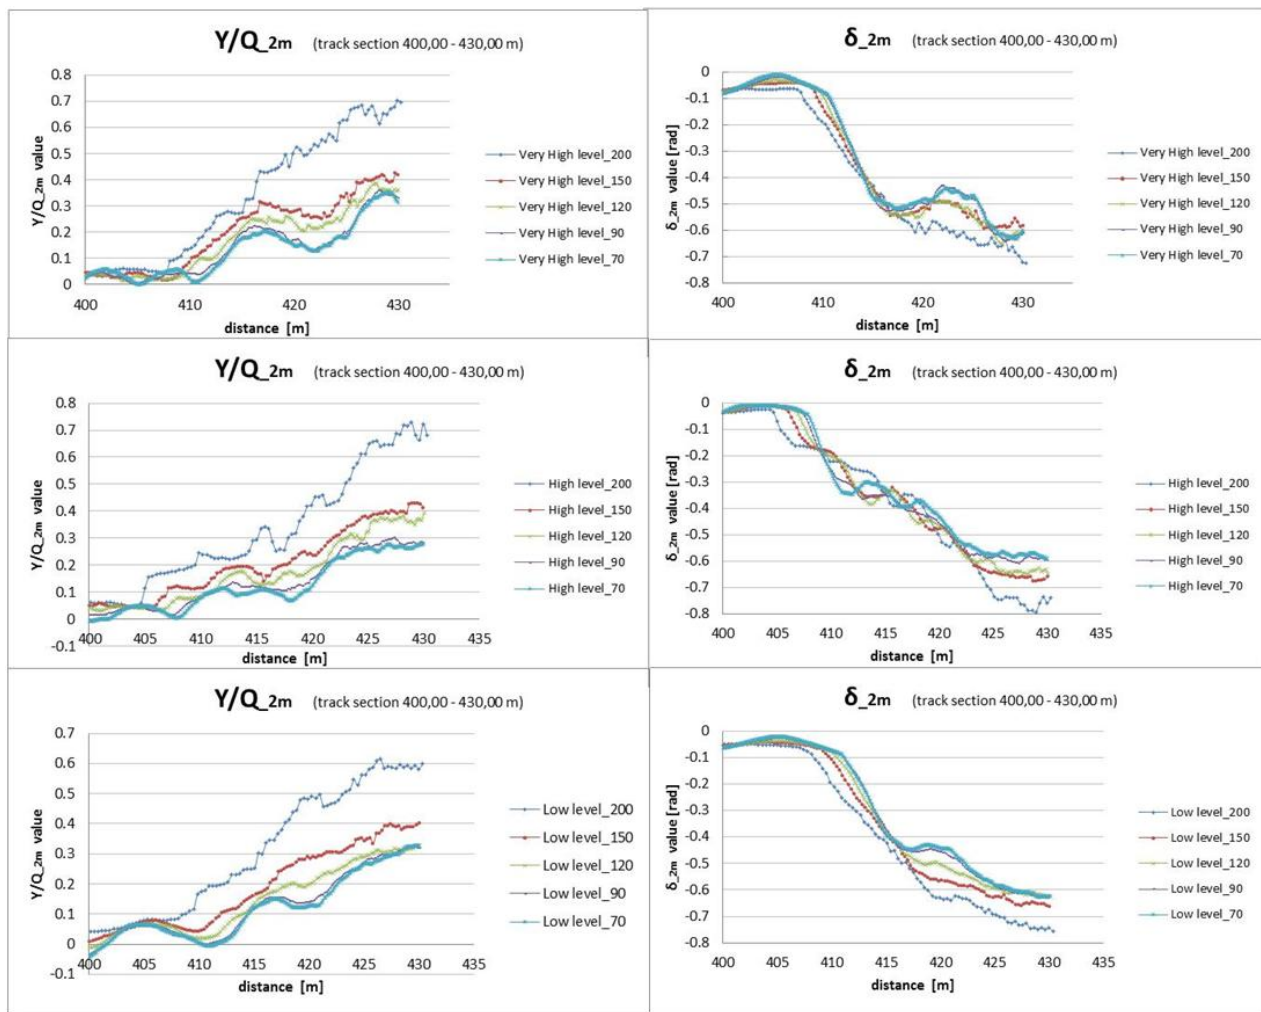 Y/Q_2m (track section 400,00 - 430,00 m)
Y/Q_2m value
0.8
0.7
0.6
0.5
0.4
0.3
0.2
0.1
0
400 410 420 430
distance [m]
Very High level_200
Very High level_150
Very High level_120
Very High level_90
Very High level_70
δ_2m (track section 400,00 - 430,00 m)
δ_2m value [rad]
0
-0.1
-0.2
-0.3
-0.4
-0.5
-0.6
-0.7
-0.8
400 410 420 430
distance [m]
Very High level_200
Very High level_150
Very High level_120
Very High level_90
Very High level_70
Y/Q_2m (track section 400,00 - 430,00 m)
Y/Q_2m value
0.8
0.7
0.6
0.5
0.4
0.3
0.2
0.1
0
-0.1
400 405 410 415 420 425 430 435
distance [m]
High level_200
High level_150
High level_120
High level_90
High level_70
δ_2m (track section 400,00 - 430,00 m)
δ_2m value [rad]
0
-0.1
-0.2
-0.3
-0.4
-0.5
-0.6
-0.7
-0.8
400 405 410 415 420 425 430 435
distance [m]
High level_200
High level_150
High level_120
High level_90
High level_70
Y/Q_2m (track section 400,00 - 430,00 m)
Y/Q_2m value
0.7
0.6
0.5
0.4
0.3
0.2
0.1
0
-0.1
400 405 410 415 420 425 430 435
distance [m]
Low level_200
Low level_150
Low level_120
Low level_90
Low level_70
δ_2m (track section 400,00 - 430,00 m)
δ_2m value [rad]
0
-0.1
-0.2
-0.3
-0.4
-0.5
-0.6
-0.7
-0.8
400 405 410 415 420 425 430 435
distance [m]
Low level_200
Low level_150
Low level_120
Low level_90
Low level_70